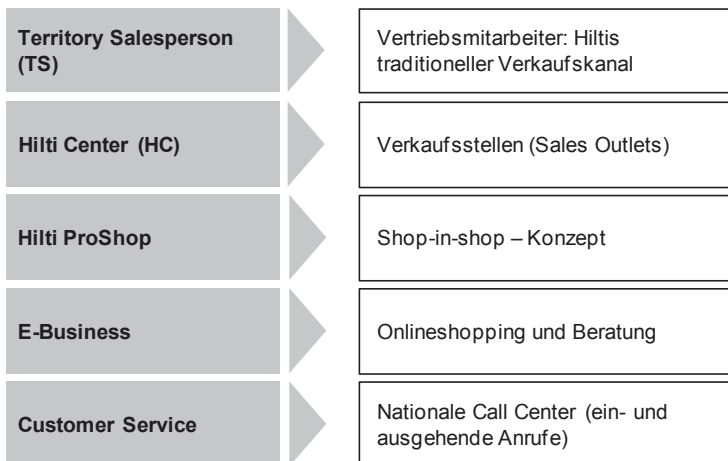 Territory Salesperson
(TS)
Vertriebsmitarbeiter: Hiltis
traditioneller Verkaufskanal
Hilti Center (HC)
Verkaufsstellen (Sales Outlets)
Hilti ProShop
Shop-in-shop – Konzept
E-Business
Onlineshopping und Beratung
Customer Service
Nationale Call Center (ein- und
ausgehende Anrufe)